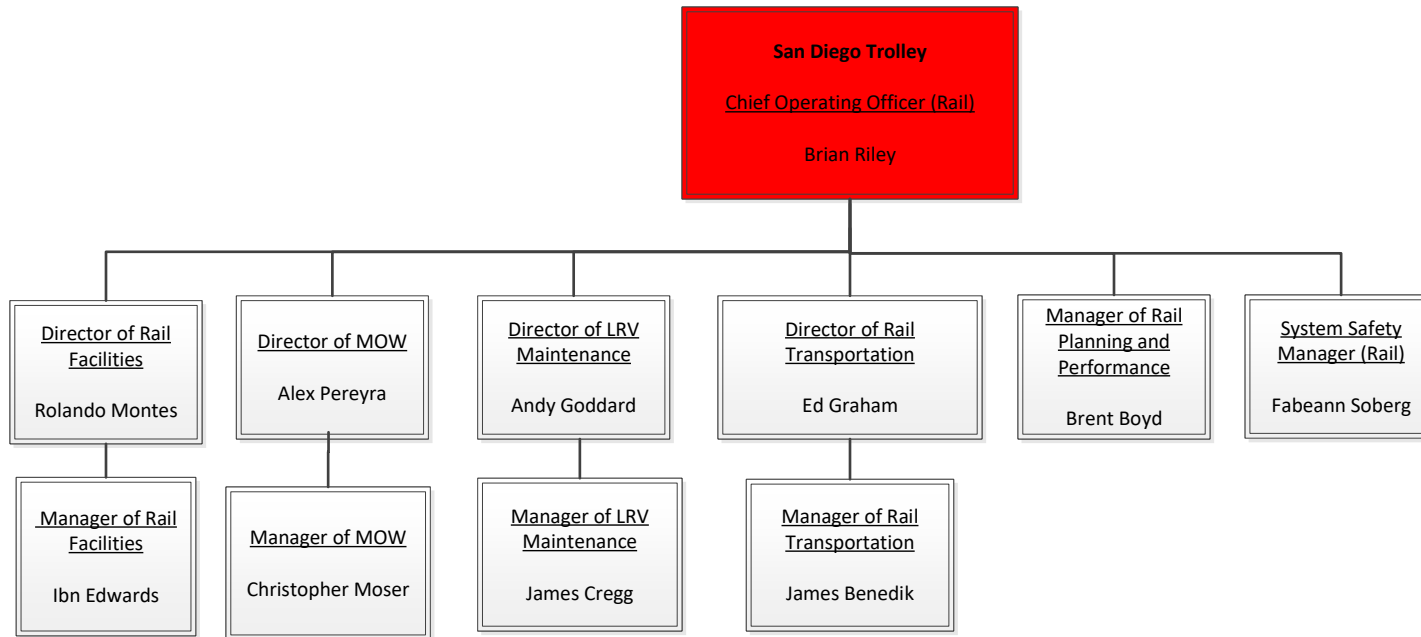 San Diego Trolley
Chief Operating Officer (Rail)
Brian Riley
Director of Rail
Facilities
Rolando Montes
Director of MOW
Alex Pereyra
Director of LRV
Maintenance
Andy Goddard
Director of Rail
Transportation
Ed Graham
Manager of Rail
Planning and
Performance
Brent Boyd
System Safety
Manager (Rail)
Fabeann Soberg
Manager of Rail
Facilities
Ibn Edwards
Manager of MOW
Christopher Moser
Manager of LRV
Maintenance
James Cregg
Manager of Rail
Transportation
James Benedik